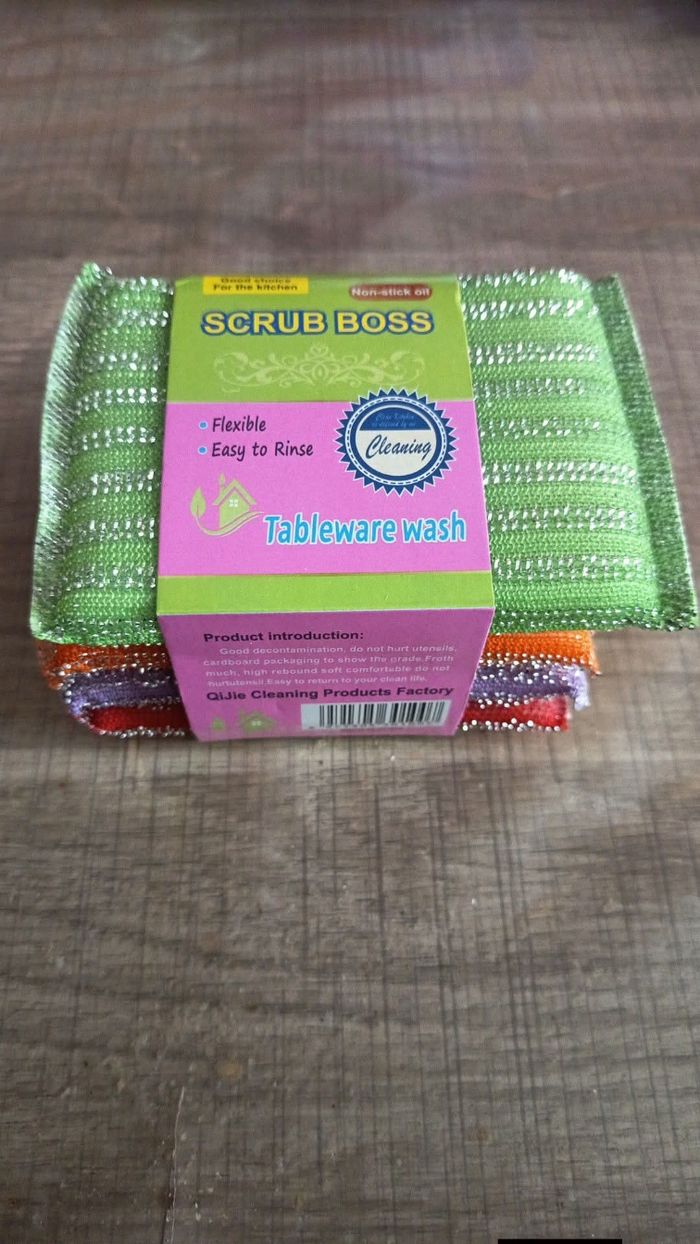 Good choice
For the kitchen
Non-stick oil
SCRUB BOSS
• Flexible
• Easy to Rinse
Cleaning
Tableware wash
Product introduction:
Good decontamination, do not hurt utensils,
cardboard packaging to show the grade.Froth
much, high rebound soft comfortable do not
hurtutensil.Easy to return to your clean life.
QiJie Cleaning Products Factory